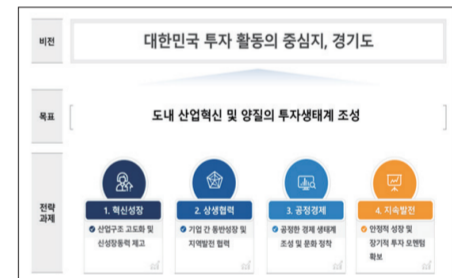 비전
대한민국 투자 활동의 중심지, 경기도
목표
도내 산업혁신 및 양질의 투자생태계 조성
전략
과제
1. 혁신성장
산업구조 고도화 및
신성장동력 제고
2. 상생협력
기업 간 동반성장 및
지역발전 협력
3. 공정경제
공정한 경제 생태계
조성 및 문화 정착
4. 지속발전
안정적 성장 및
장기적 투자 모멘텀
확보